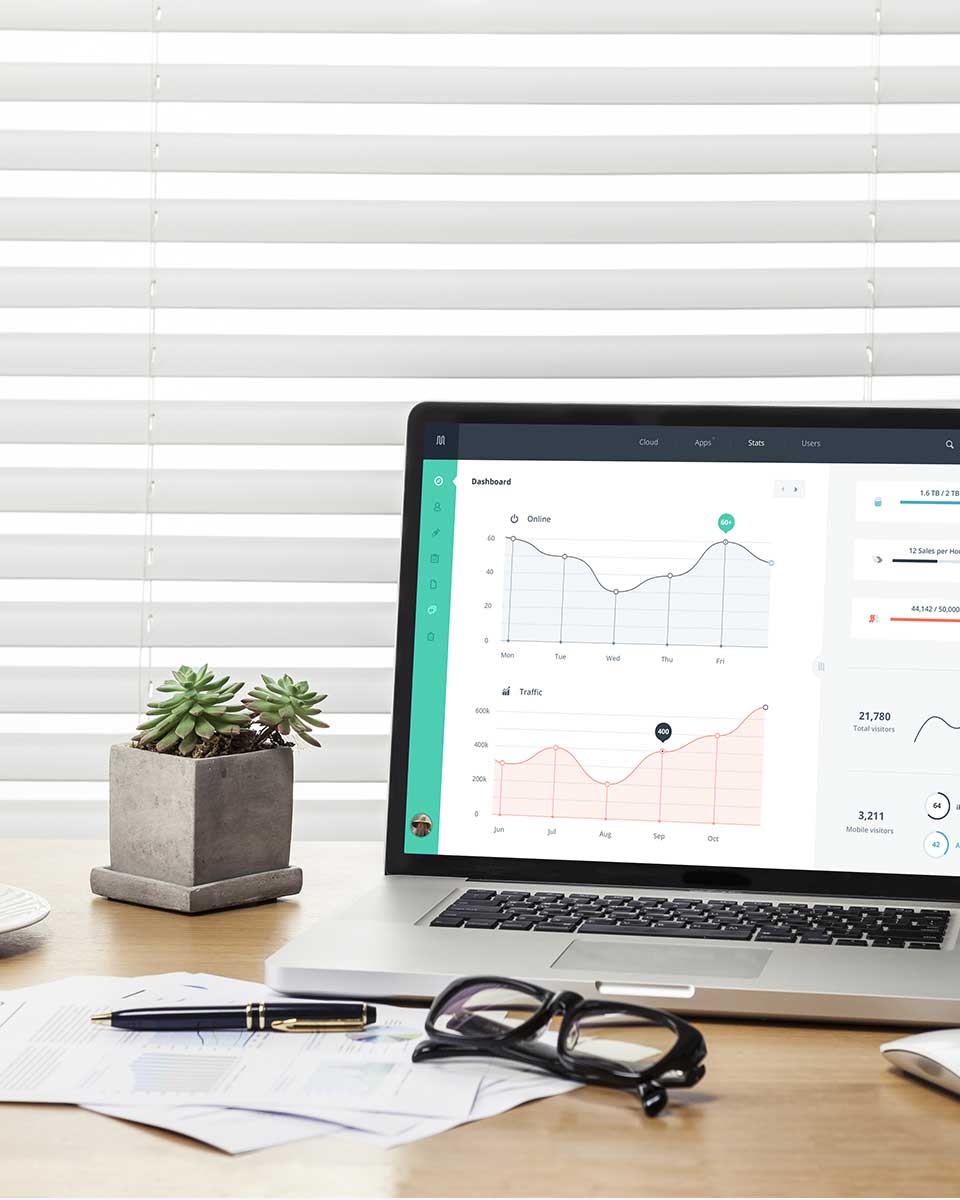 Cloud
Apps
Stats
Users
Dashboard
Online
60+
60
40
20
0
Mon Tue Wed Thu Fri
Traffic
400
600k
400k
200k
0
Jun Jul Aug Sep Oct
1.6 TB / 2 TB
12 Sales per
44,142 / 50,000
21,780
Total visitors
3,211
Mobile visitors
64
42